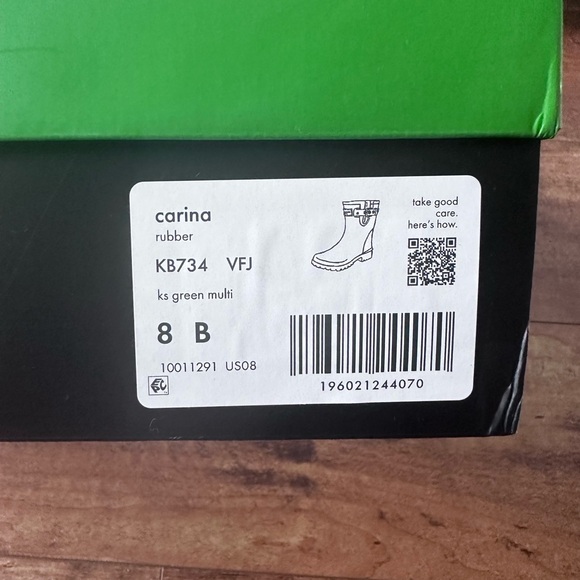 carina
rubber
KB734 VFJ
ks green multi
8 B
10011291 US08
take good
care.
here's how.
196021244070